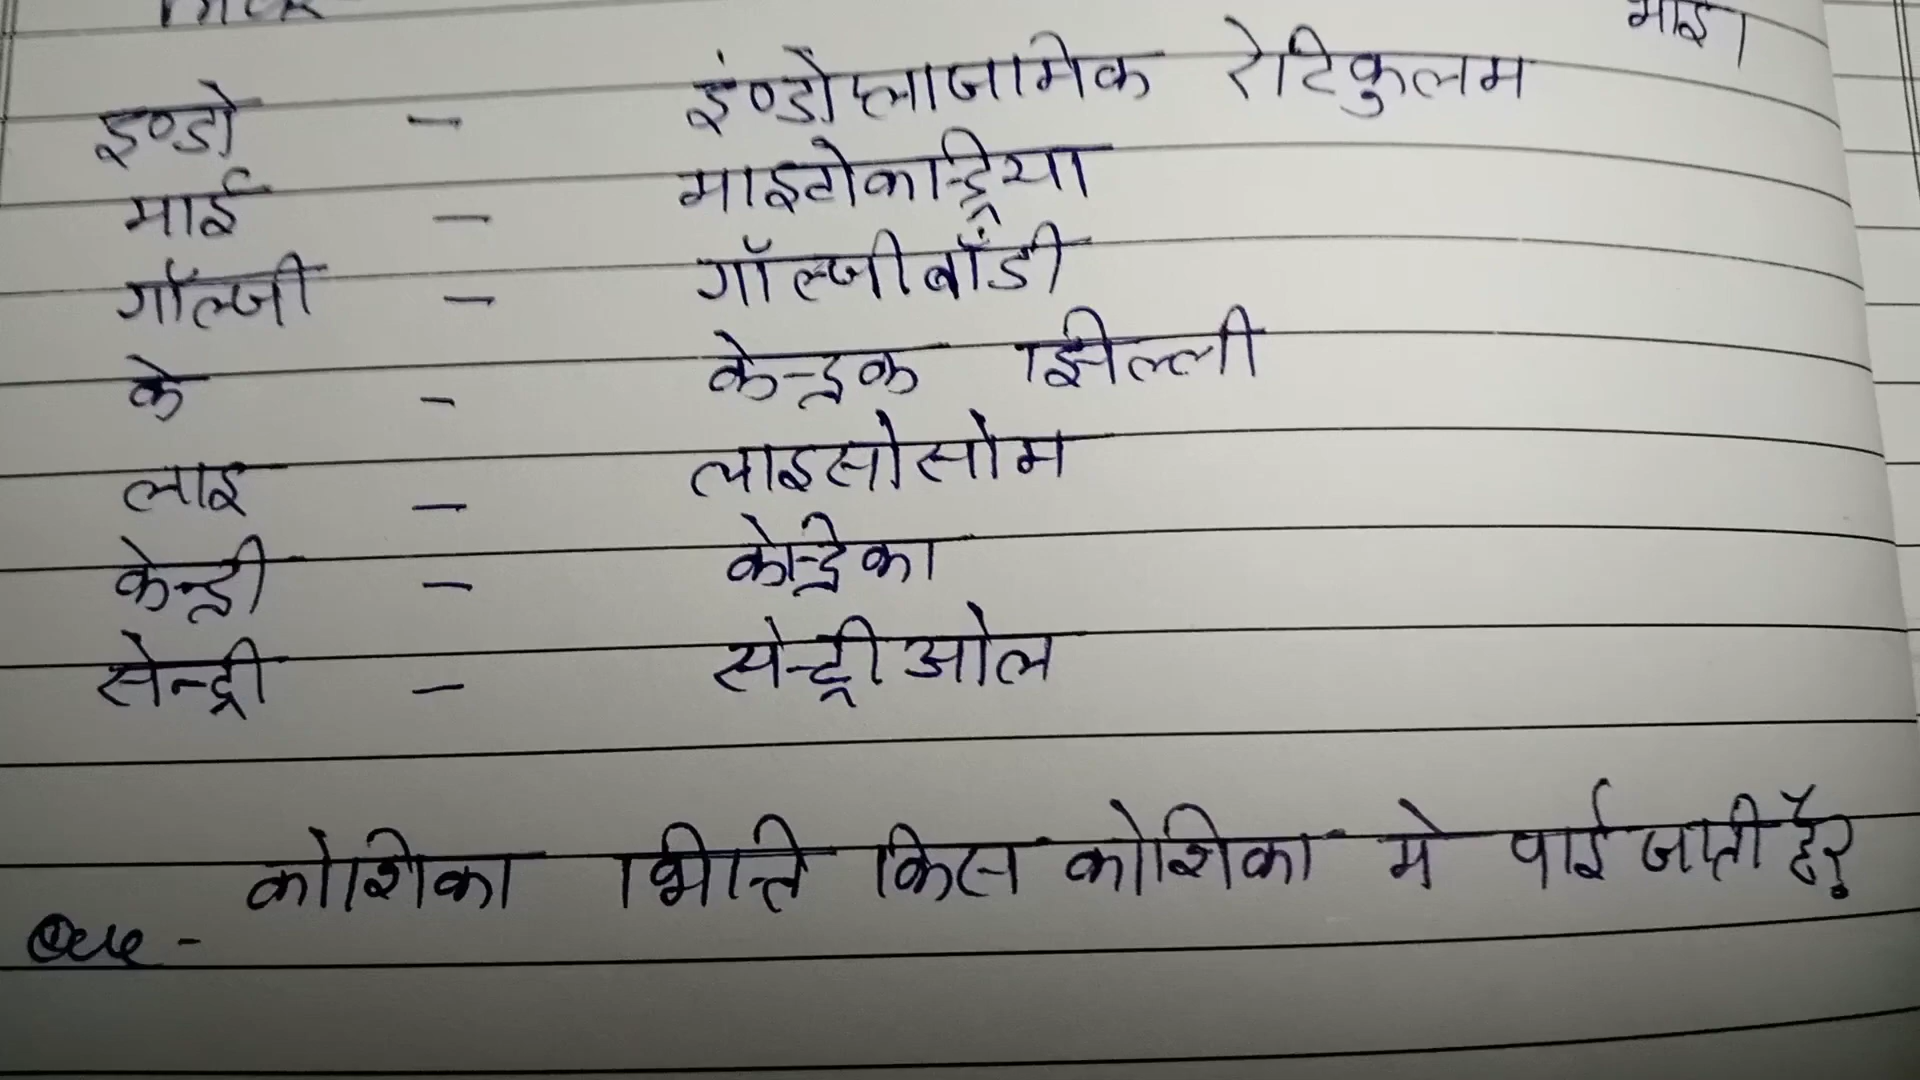 माई।
इण्डो - इंण्डोप्लाजामिक रेटिकुलम
माई - माइटोकान्ड्रिया
गॉल्जी - गॉल्जीबॉडी
के - केन्द्रक झिल्ली
लाइ - लाइसोसोम
केन्द्री - केन्द्रिका
सेन्ट्री - सेन्ट्रीओल
कोशिका भित्ति किस कोशिका मे पाई जाती है?
Que -